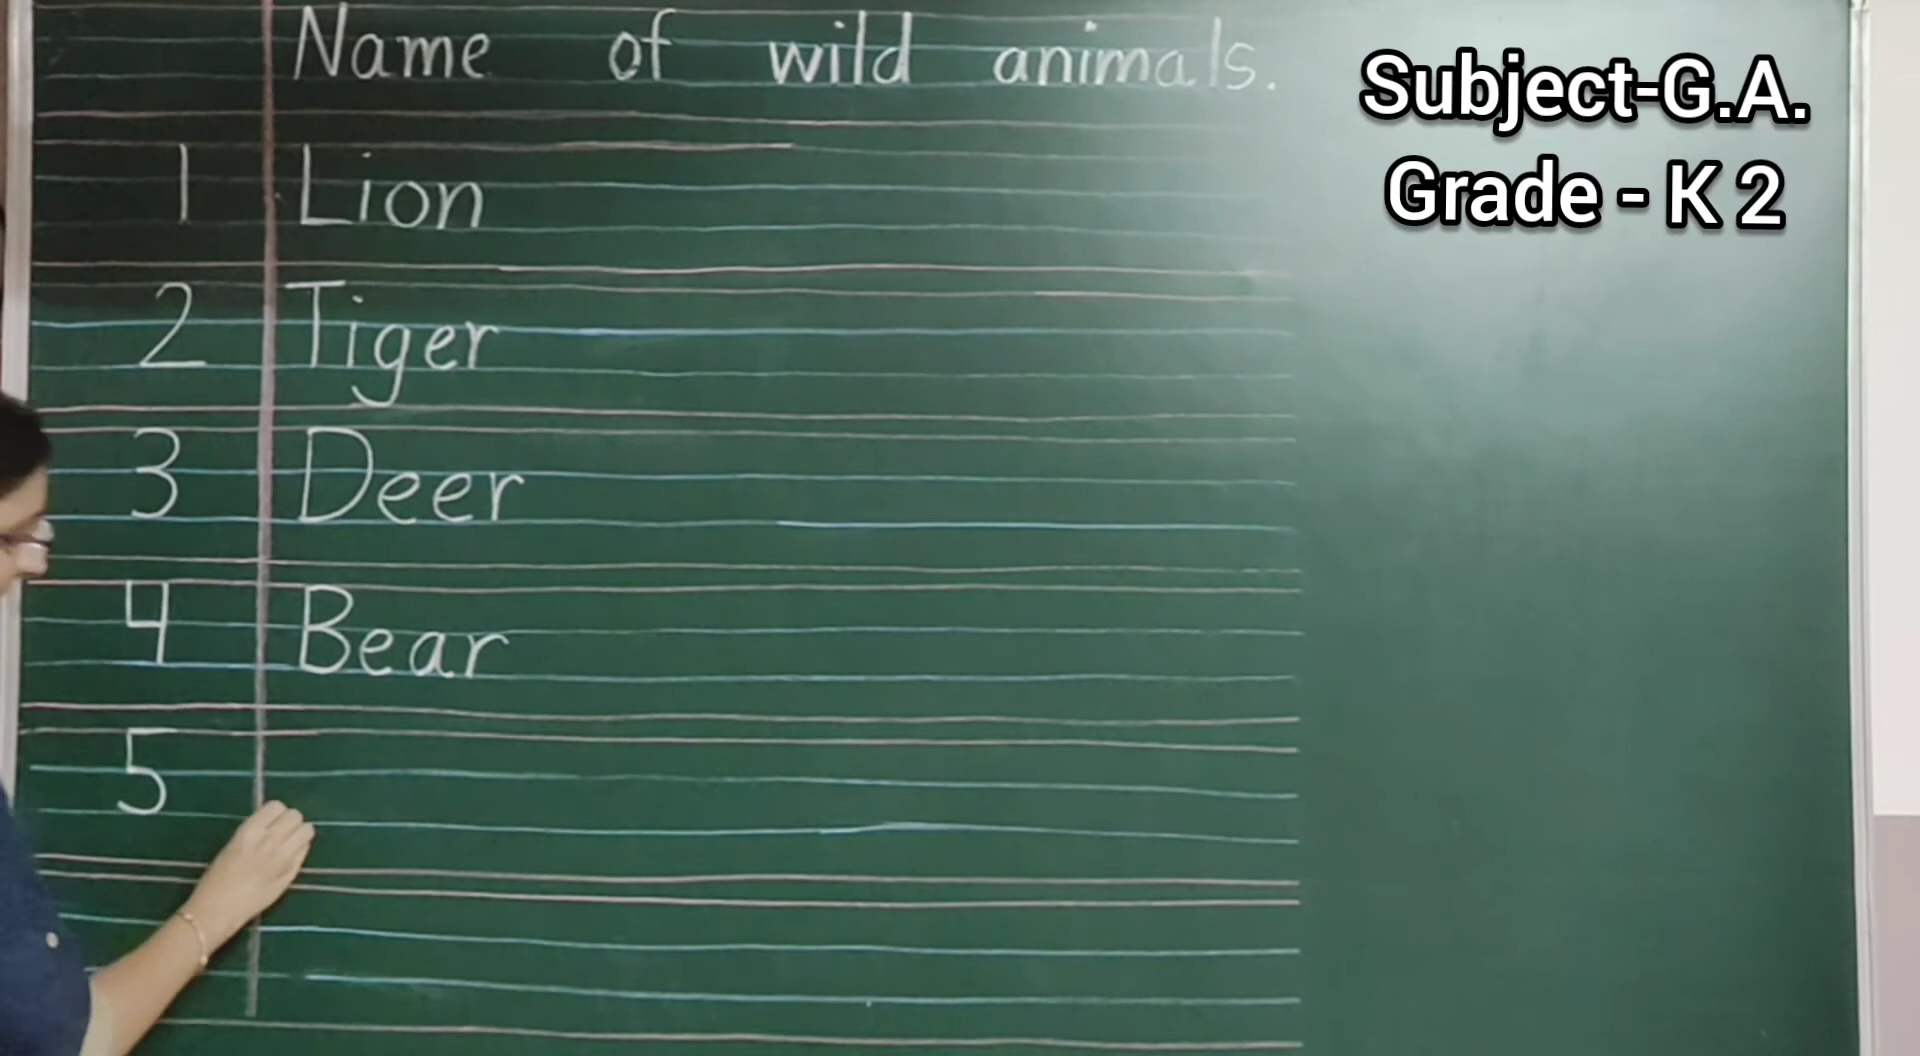 Name of wild animals.
Subject-G.A.
Grade - K 2
1 Lion
2 Tiger
3 Deer
4 Bear
5